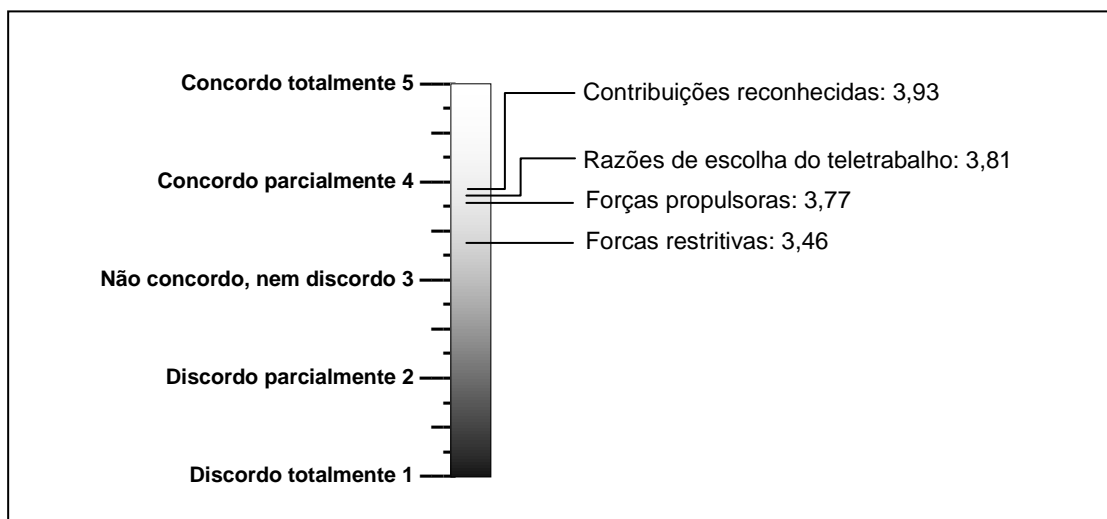 Concordo totalmente 5
Contribuições reconhecidas: 3,93
Razões de escolha do teletrabalho: 3,81
Concordo parcialmente 4
Forças propulsoras: 3,77
Forcas restritivas: 3,46
Não concordo, nem discordo 3
Discordo parcialmente 2
Discordo totalmente 1